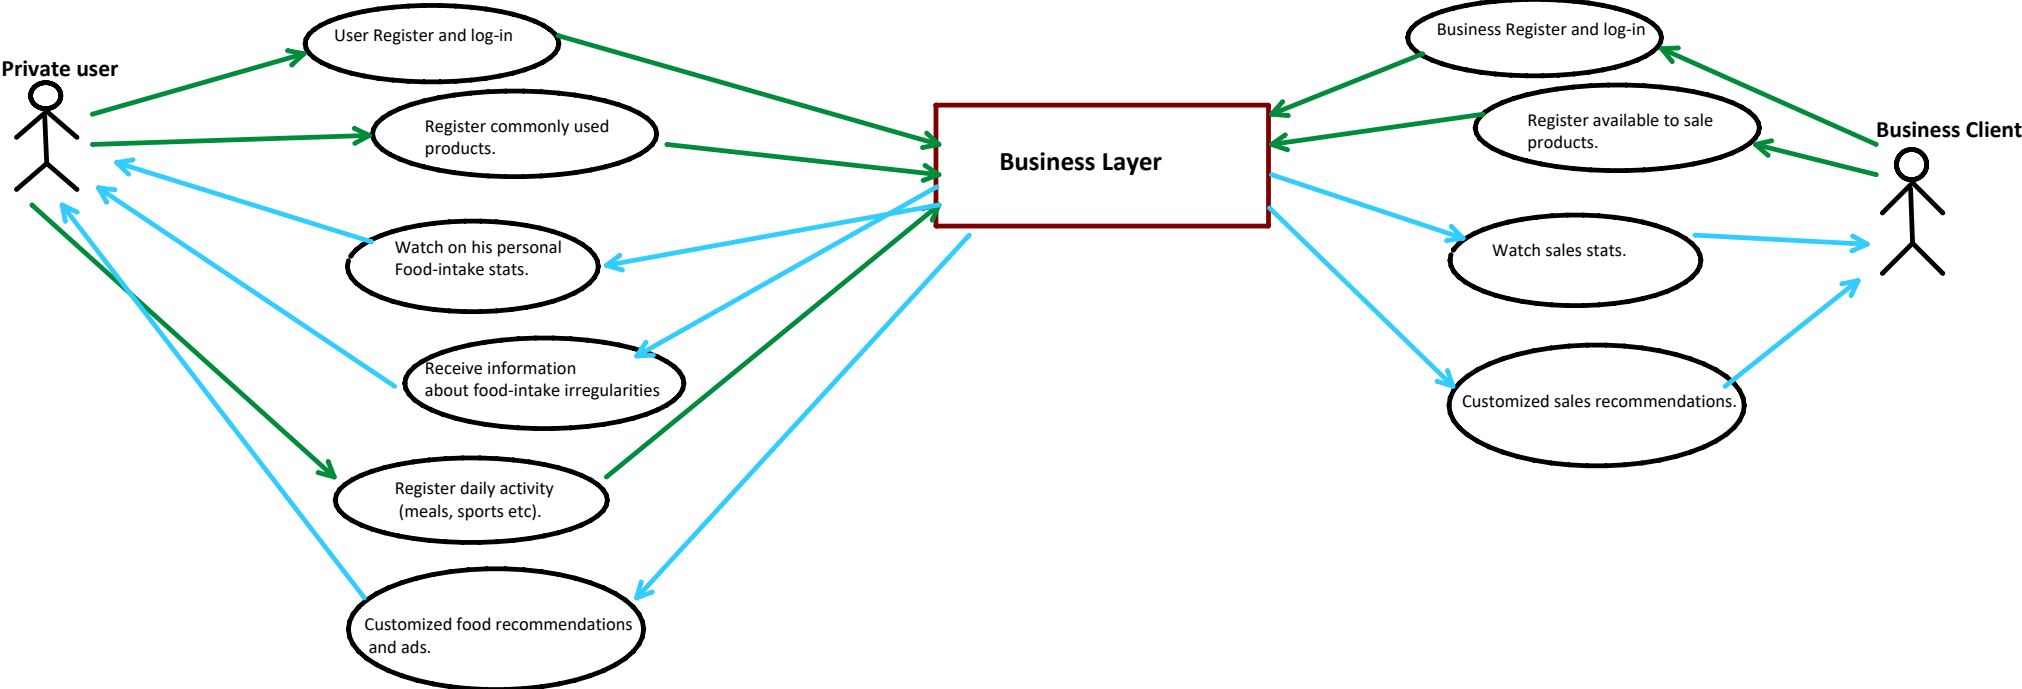 Private user
User Register and log-in
Register commonly used
products.
Watch on his personal
Food-intake stats.
Receive information
about food-intake irregularities
Register daily activity
(meals, sports etc).
Customized food recommendations
and ads.
Business Layer
Business Register and log-in
Register available to sale
products.
Business Client
Watch sales stats.
Customized sales recommendations.